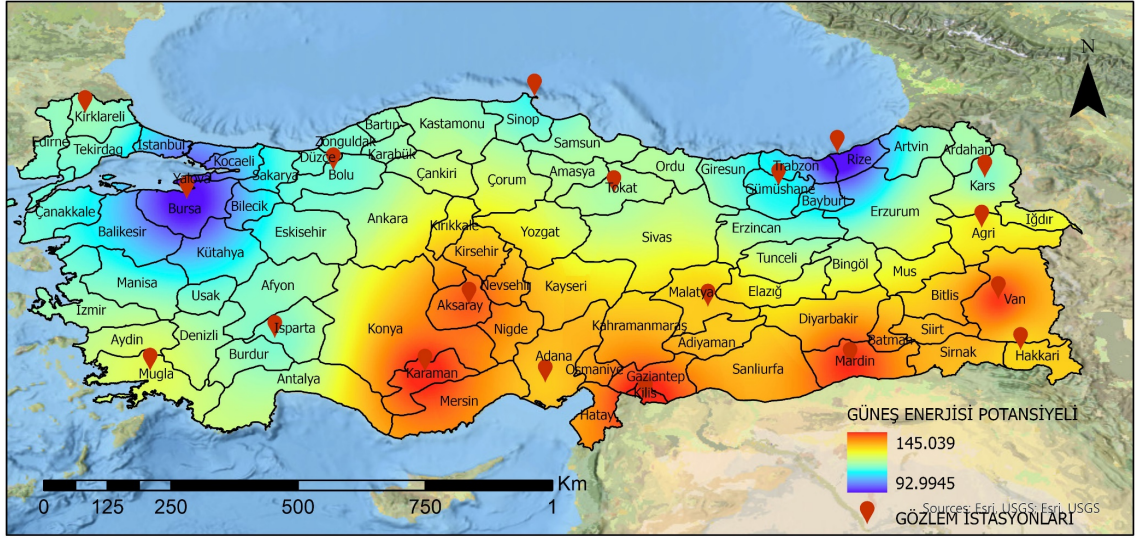 N
Kirklareli
Edirne
Tekirdag
Istanbul
Kocaeli
Yalova
Sakarya
Bursa
Bilecik
Çanakkale
Balikesir
Kütahya
Eskisehir
Zonguldak
Bartın
Karabük
Düzce
Bolu
Kastamonu
Sinop
Samsun
Çankiri
Çorum
Amasya
Tokat
Ordu
Giresun
Trabzon
Rize
Artvin
Ardahan
Kars
Gümüshane
Bayburt
Erzurum
Erzincan
Agri
Iğdır
Ankara
Kırıkkale
Yozgat
Sivas
Kirsehir
Tunceli
Bingöl
Mus
Manisa
Usak
Afyon
Izmir
Aydin
Denizli
Isparta
Burdur
Mugla
Antalya
Konya
Aksaray
Nevsehir
Kayseri
Nigde
Karaman
Mersin
Adana
Osmaniye
Kahramanmaras
Malatya
Elazığ
Adiyaman
Diyarbakir
Bitlis
Van
Siirt
Batman
Sirnak
Hakkari
Mardin
Sanliurfa
Gaziantep
Kilis
Hatay
GÜNEŞ ENERJİSİ POTANSİYELİ
145.039
92.9945
Sources: Esri, USGS; Esri, USGS
GÖZLEM İSTASYONLARI
Km
0 125 250 500 750 1